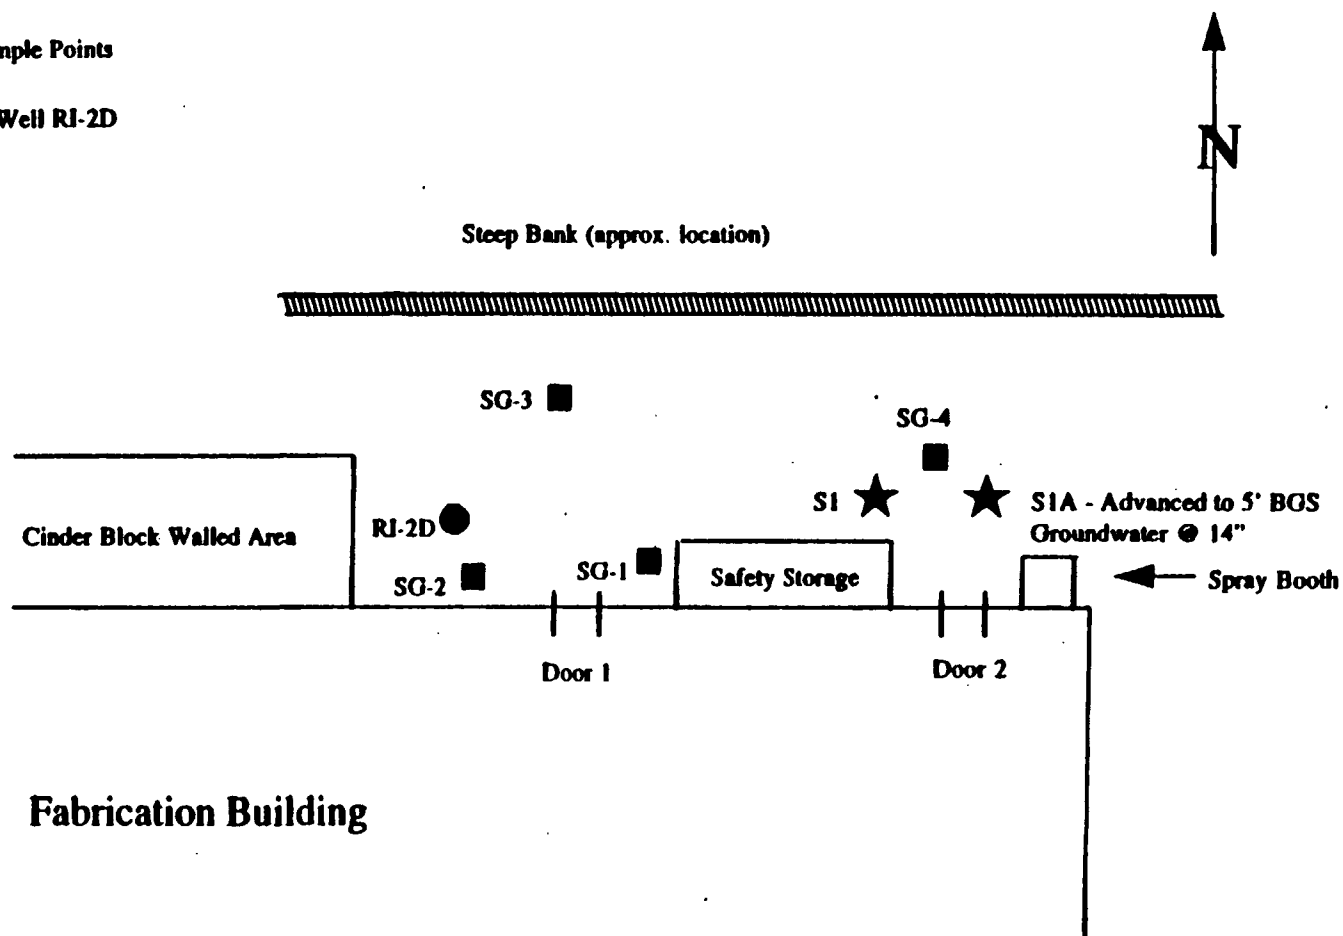 mple Points
Well RI-2D
N
Steep Bank (approx. location)
SG-3
SG-4
S1
S1A - Advanced to 5' BGS
Groundwater @ 14"
RI-2D
Cinder Block Walled Area
SG-1
SG-2
Safety Storage
Spray Booth
Door 1
Door 2
Fabrication Building